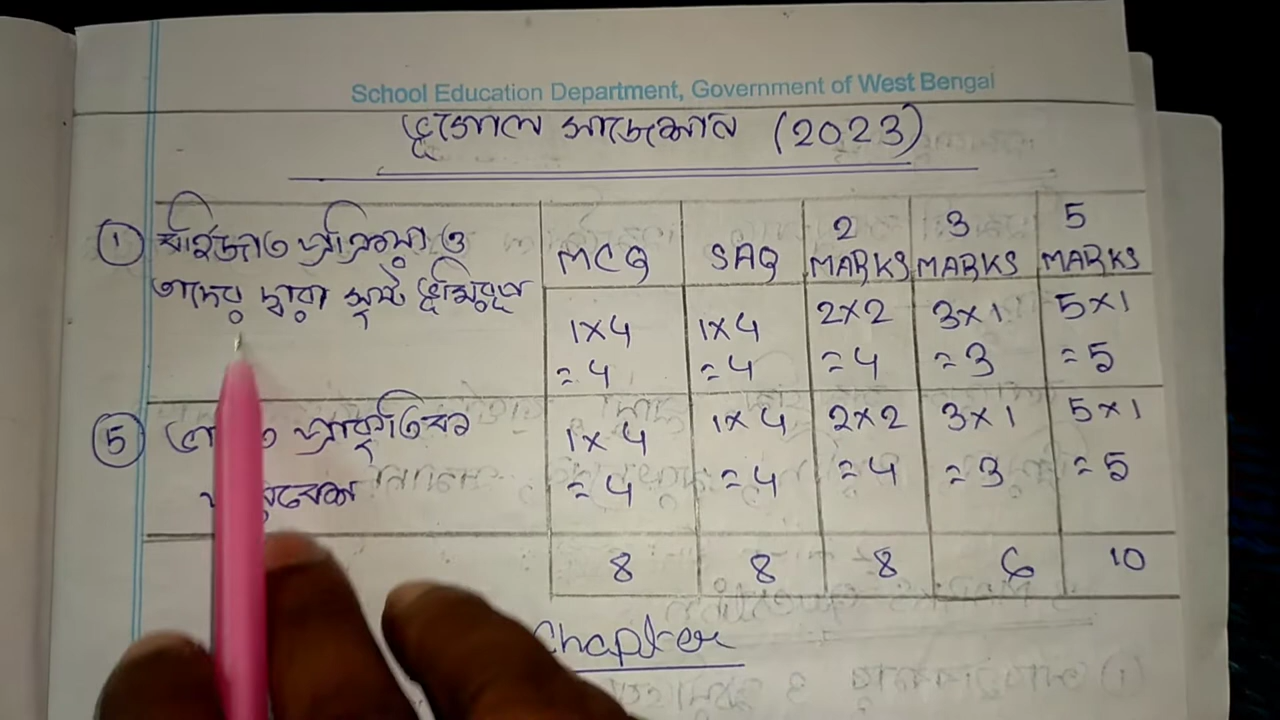 School Education Department, Government of West Bengal
ভূগোল সাজেশান (2023)
① বহির্জাত প্রক্রিয়া ও
তাদের দ্বারা সৃষ্ট ভূমিরূপ
MCQ SAQ 2 MARKS 3 MARKS 5 MARKS
1×4 1×4 2×2 3×1 5×1
=4 =4 =4 =3 =5
⑤ প্রাকৃতিক
1×4 1×4 2×2 3×1 5×1
=4 =4 =4 =3 =5
8 8 8 6 10
Chapter